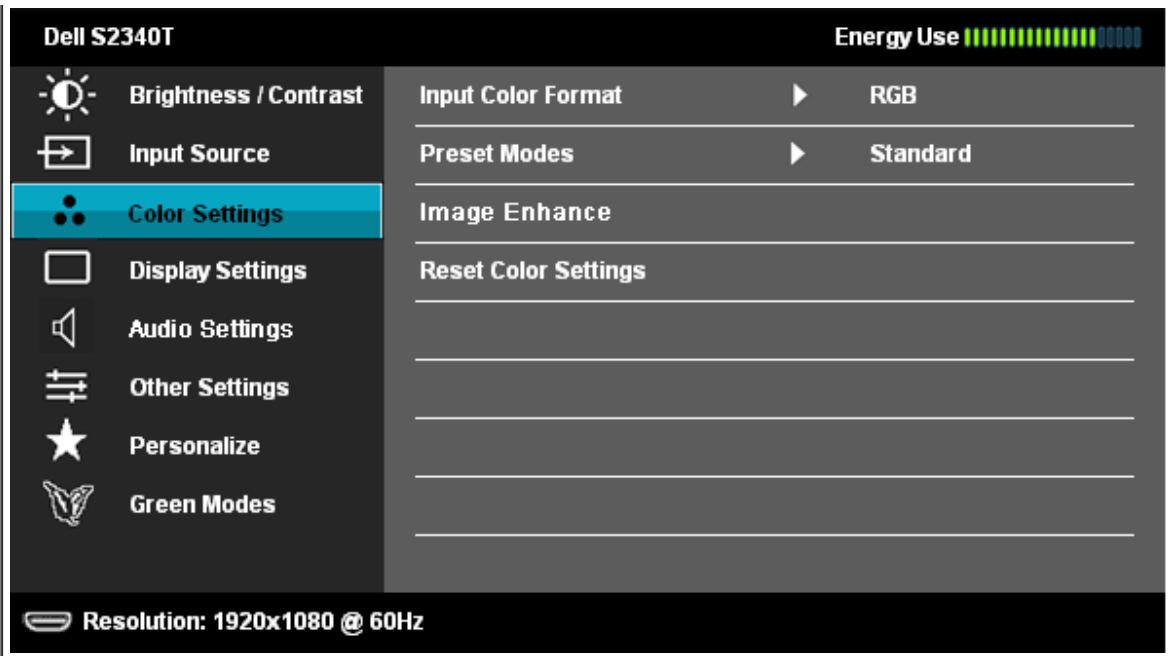 Dell S2340T Energy Use
Brightness / Contrast Input Color Format RGB
Input Source Preset Modes Standard
Color Settings Image Enhance
Display Settings Reset Color Settings
Audio Settings
Other Settings
Personalize
Green Modes
Resolution: 1920x1080 @ 60Hz